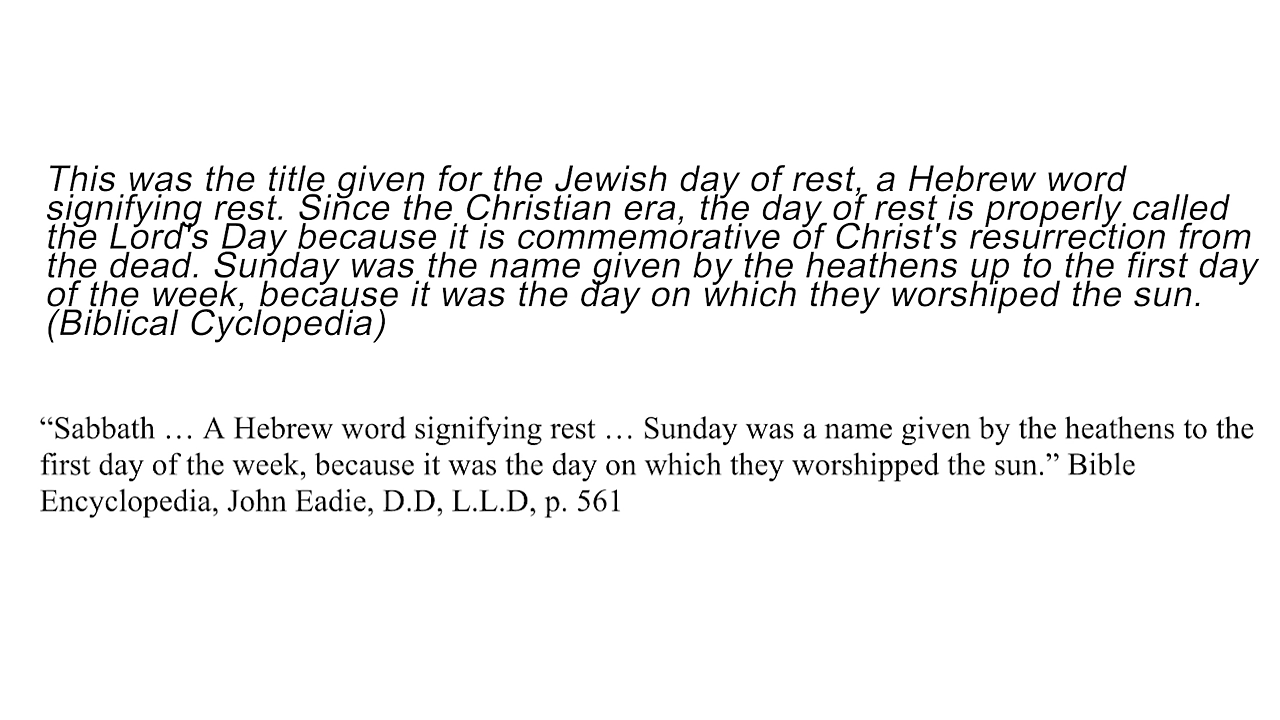 This was the title given for the Jewish day of rest, a Hebrew word
signifying rest. Since the Christian era, the day of rest is properly called
the Lord's Day because it is commemorative of Christ's resurrection from
the dead. Sunday was the name given by the heathens up to the first day
of the week, because it was the day on which they worshiped the sun.
(Biblical Cyclopedia)
“Sabbath … A Hebrew word signifying rest … Sunday was a name given by the heathens to the
first day of the week, because it was the day on which they worshipped the sun.” Bible
Encyclopedia, John Eadie, D.D, L.L.D, p. 561